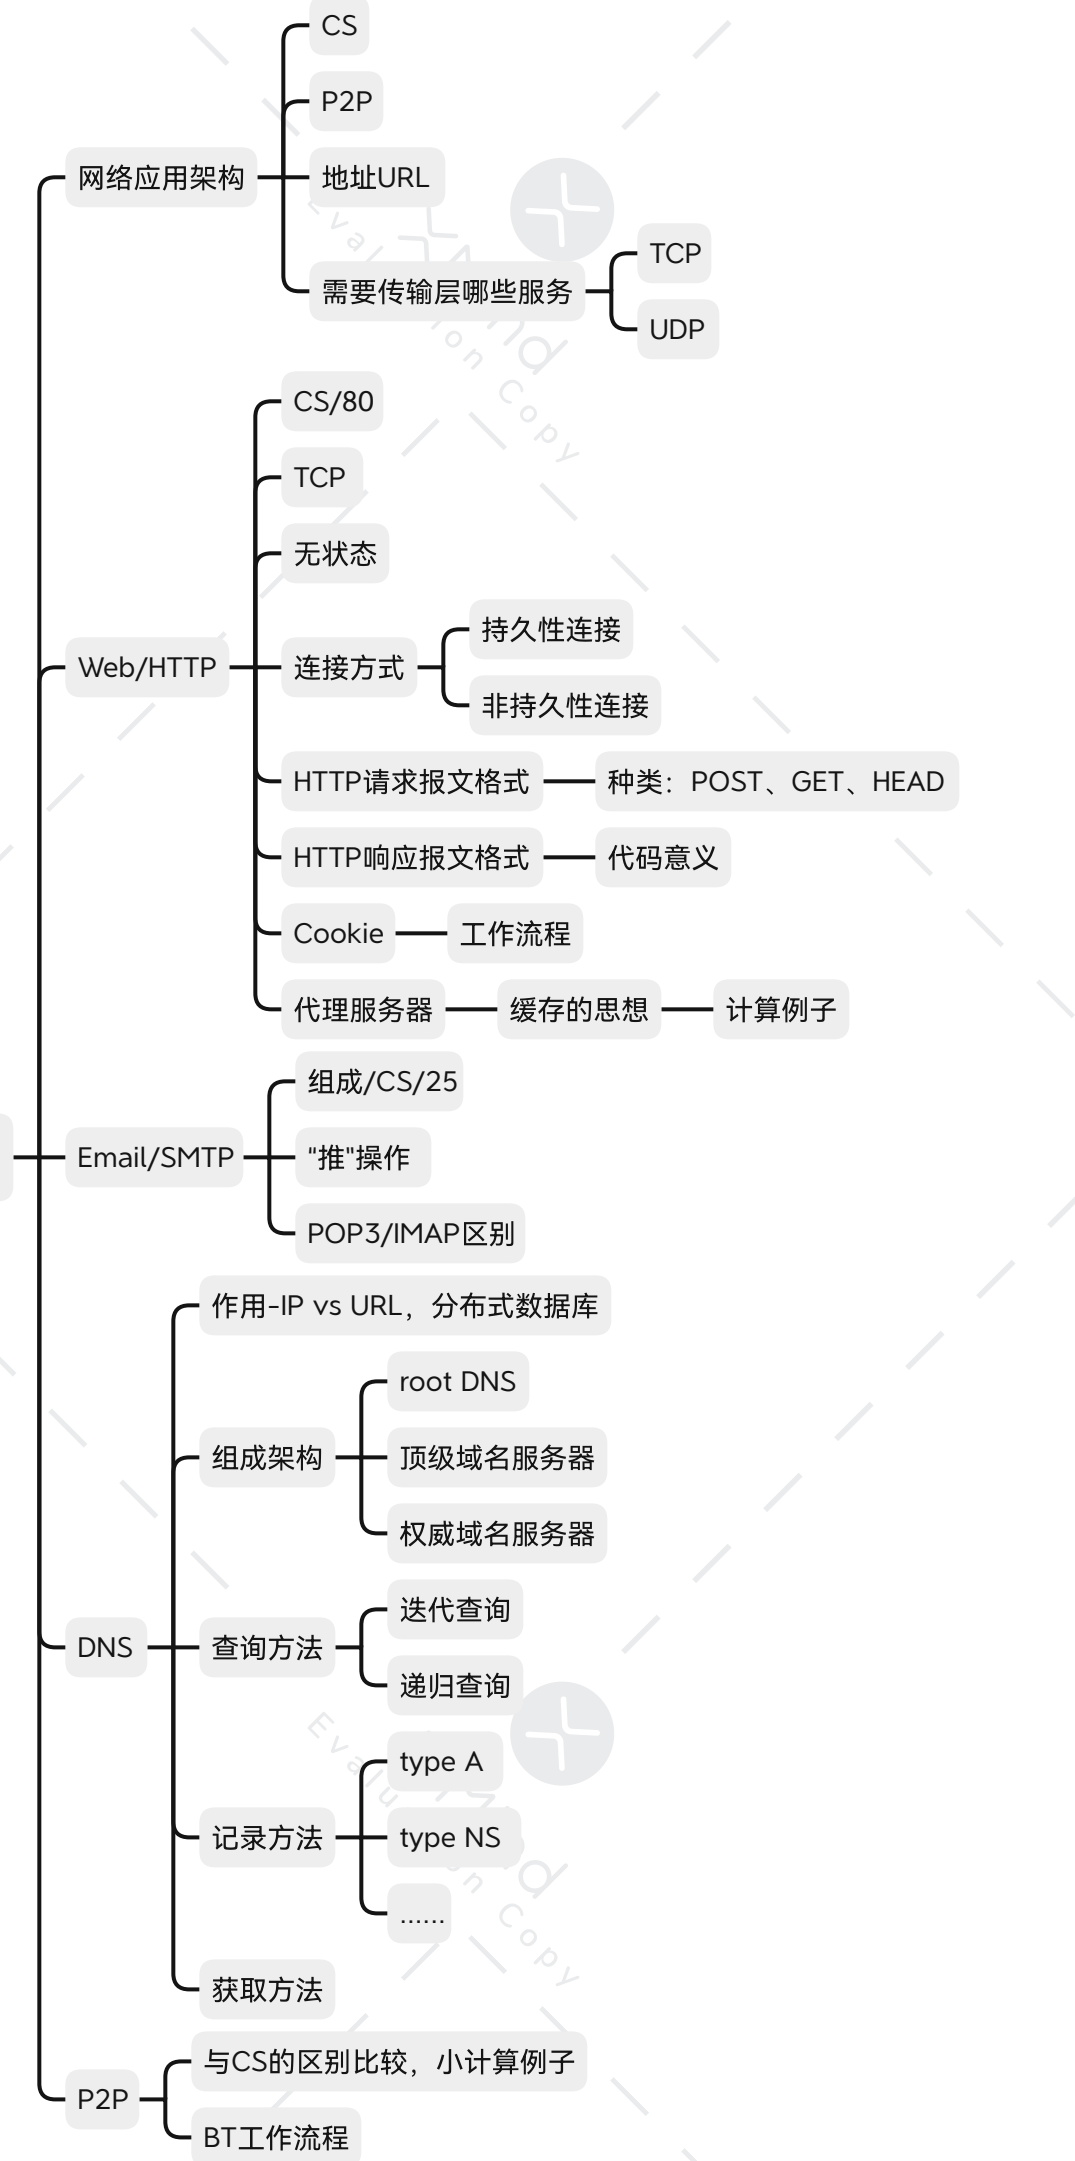 CS
P2P
网络应用架构
地址URL
需要传输层哪些服务
TCP
UDP
CS/80
TCP
无状态
Web/HTTP
连接方式
持久性连接
非持久性连接
HTTP请求报文格式
种类：POST、GET、HEAD
HTTP响应报文格式
代码意义
Cookie
工作流程
代理服务器
缓存的思想
计算例子
组成/CS/25
Email/SMTP
“推"操作
POP3/IMAP区别
作用-IP vs URL，分布式数据库
root DNS
组成架构
顶级域名服务器
权威域名服务器
DNS
查询方法
迭代查询
递归查询
type A
记录方法
type NS
......
获取方法
P2P
与CS的区别比较，小计算例子
BT工作流程